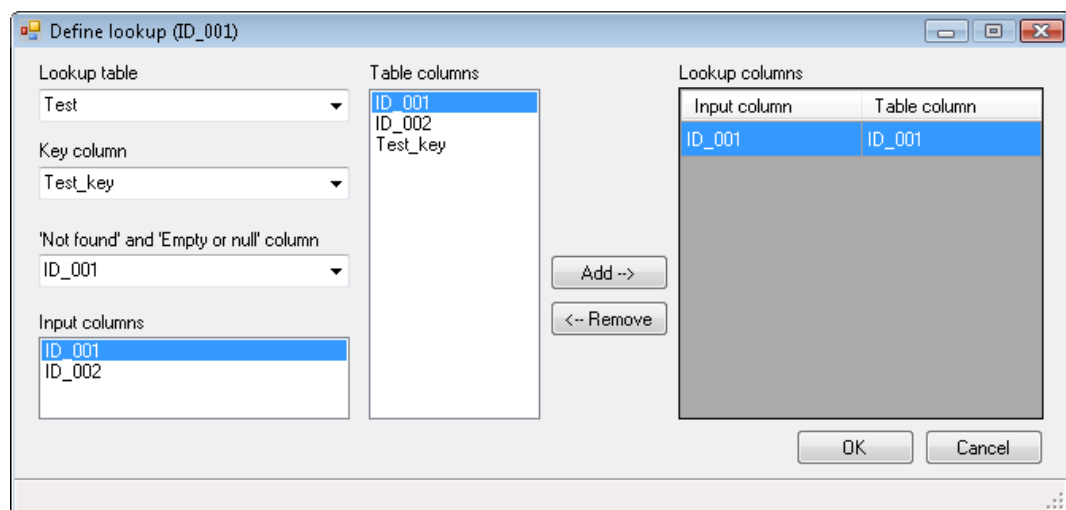 Define lookup (ID_001)
Lookup table
Test
Key column
Test_key
'Not found' and 'Empty or null' column
ID_001
Input columns
ID_001
ID_002
Table columns
ID_001
ID_002
Test_key
Add -->
<-- Remove
Lookup columns
Input column Table column
ID_001 ID_001
OK Cancel